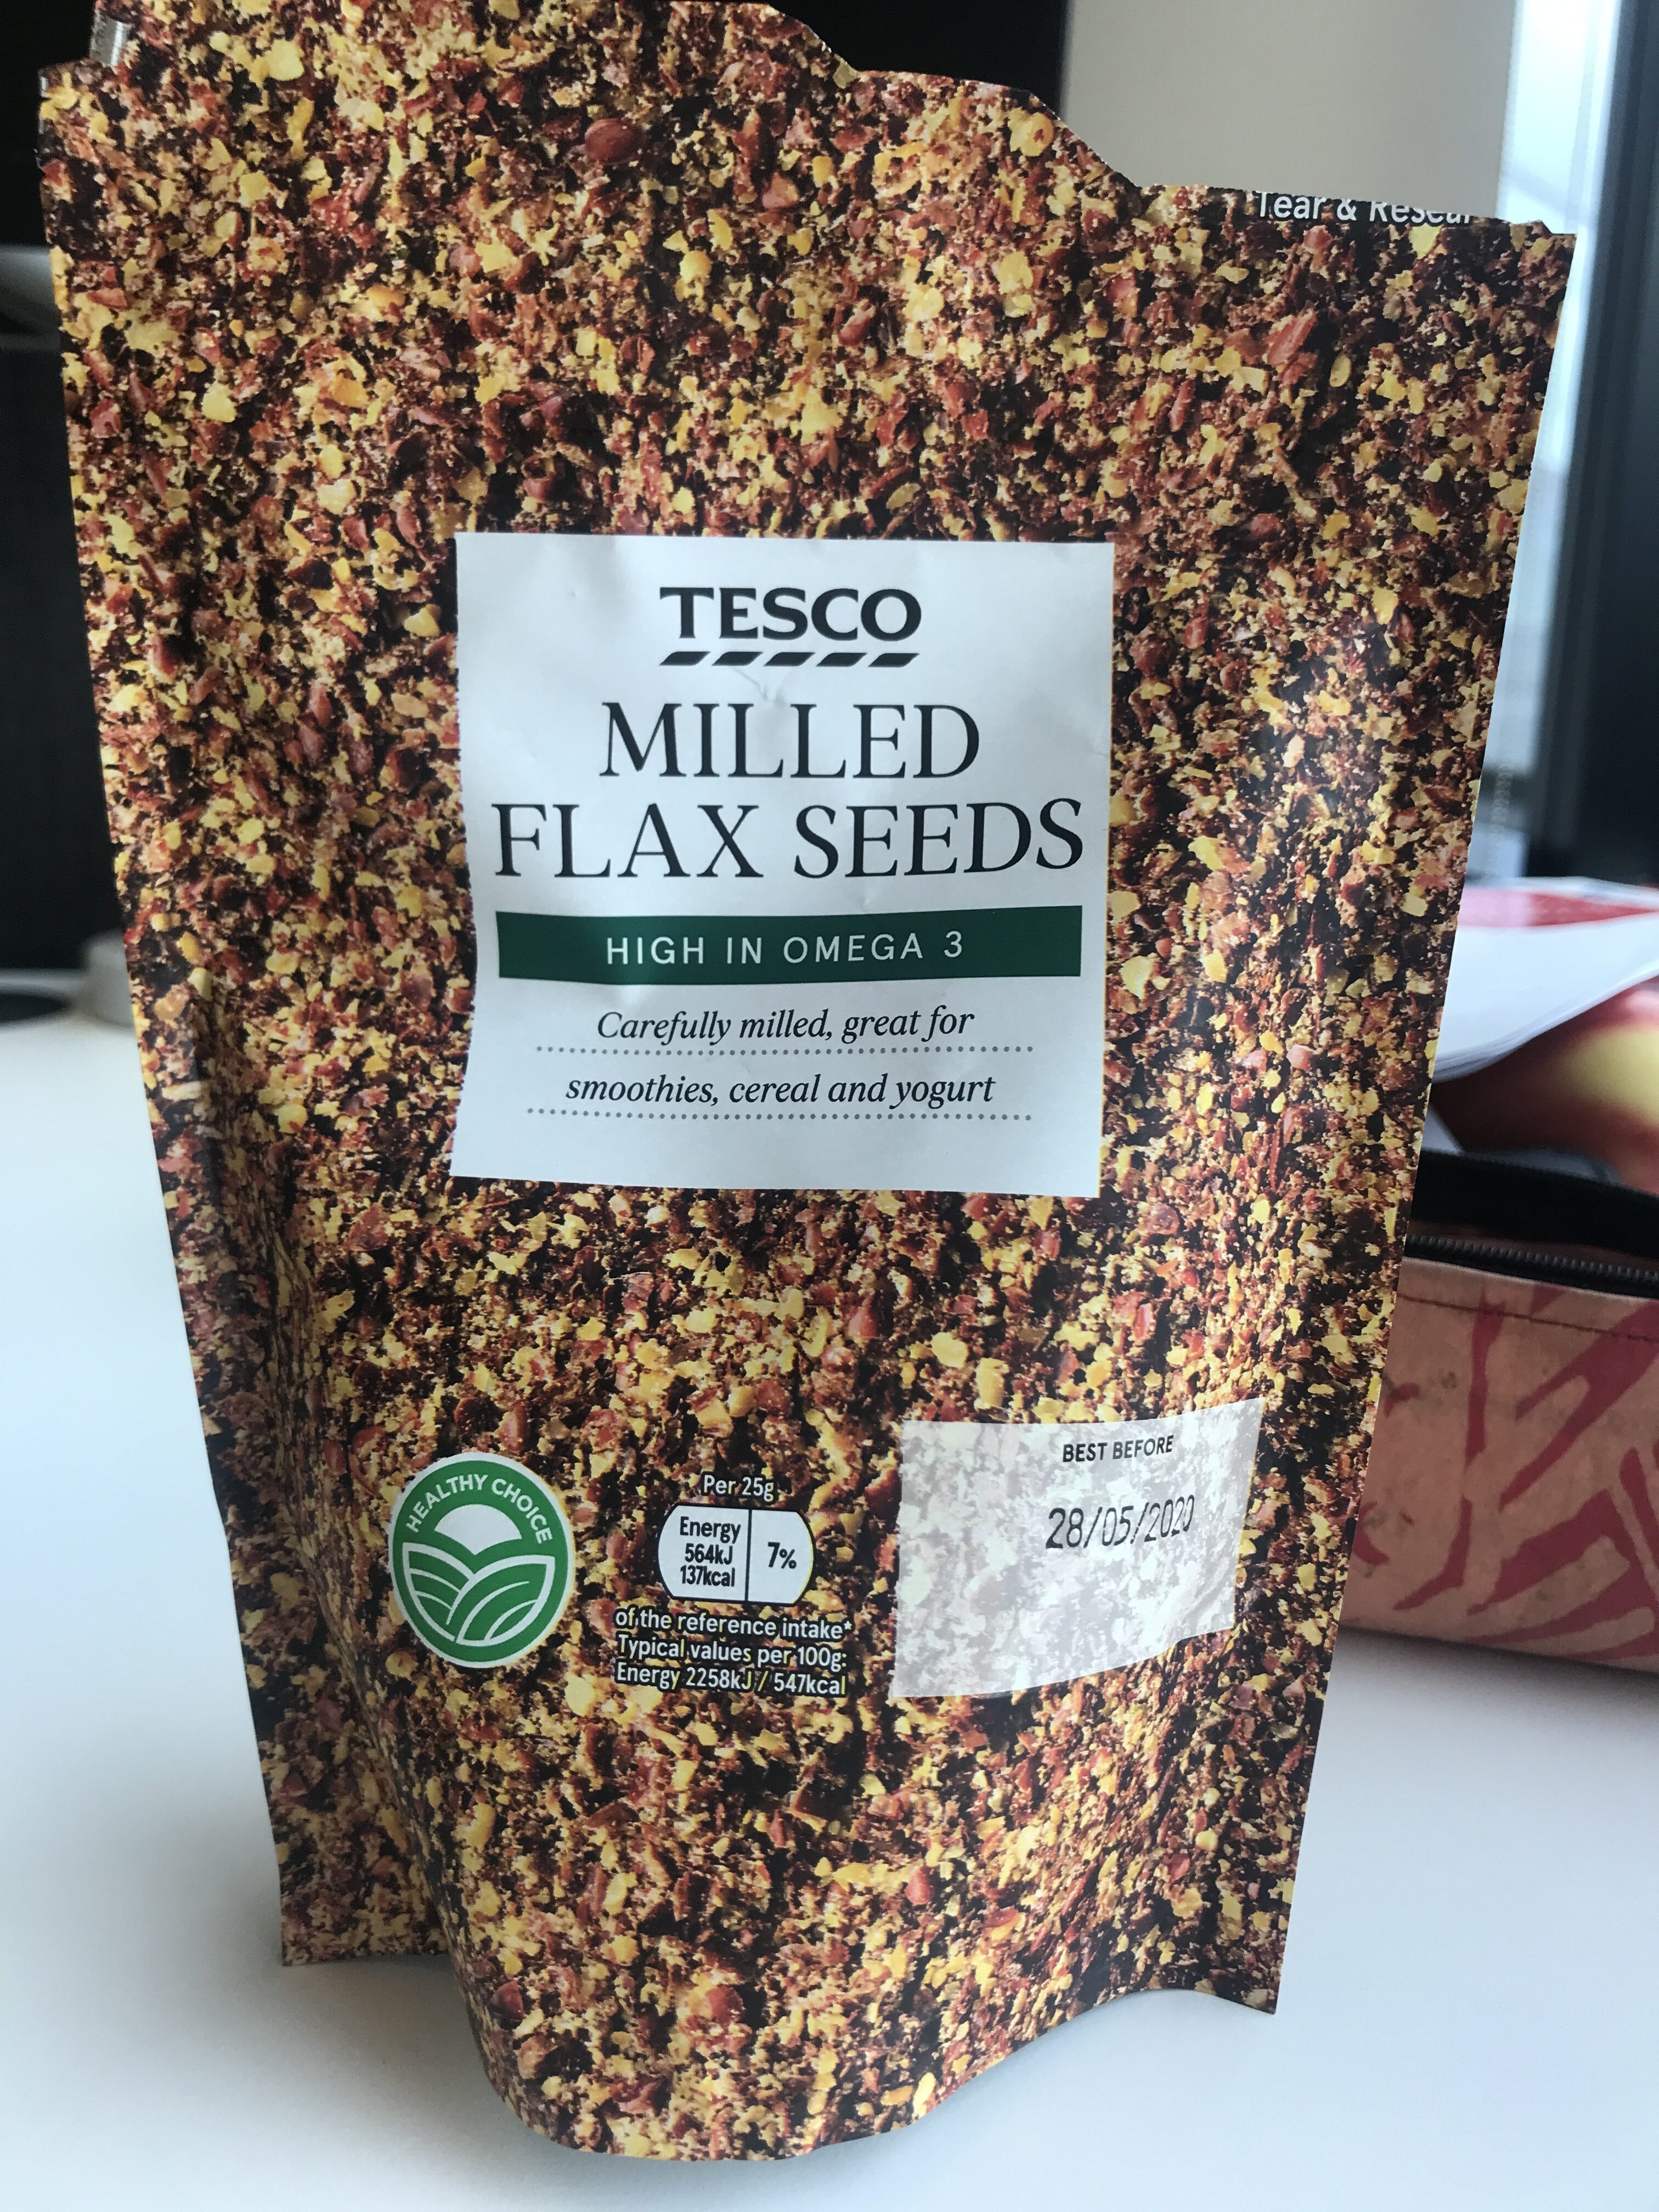 Tear & Reseal
TESCO
MILLED
FLAX SEEDS
HIGH IN OMEGA 3
Carefully milled, great for
smoothies, cereal and yogurt
HEALTHY CHOICE
Per 25g
Energy
564kJ
137kcal
7%
of the reference intake*
Typical values per 100g:
Energy 2258kJ / 547kcal
BEST BEFORE
28/05/2020